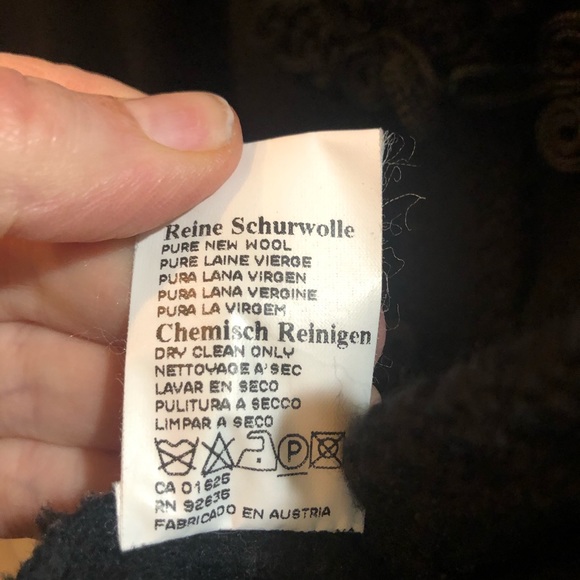 Reine Schurwolle
PURE NEW WOOL
PURE LAINE VIERGE
PURA LANA VIRGEN
PURA LANA VERGINE
PURA LA VIRGEM
Chemisch Reinigen
DRY CLEAN ONLY
NETTOYAGE A'SEC
LAVAR EN SECO
PULITURA A SECCO
LIMPAR A SECO
P
CA 01626
RN 92636
FABRICADO EN AUSTRIA